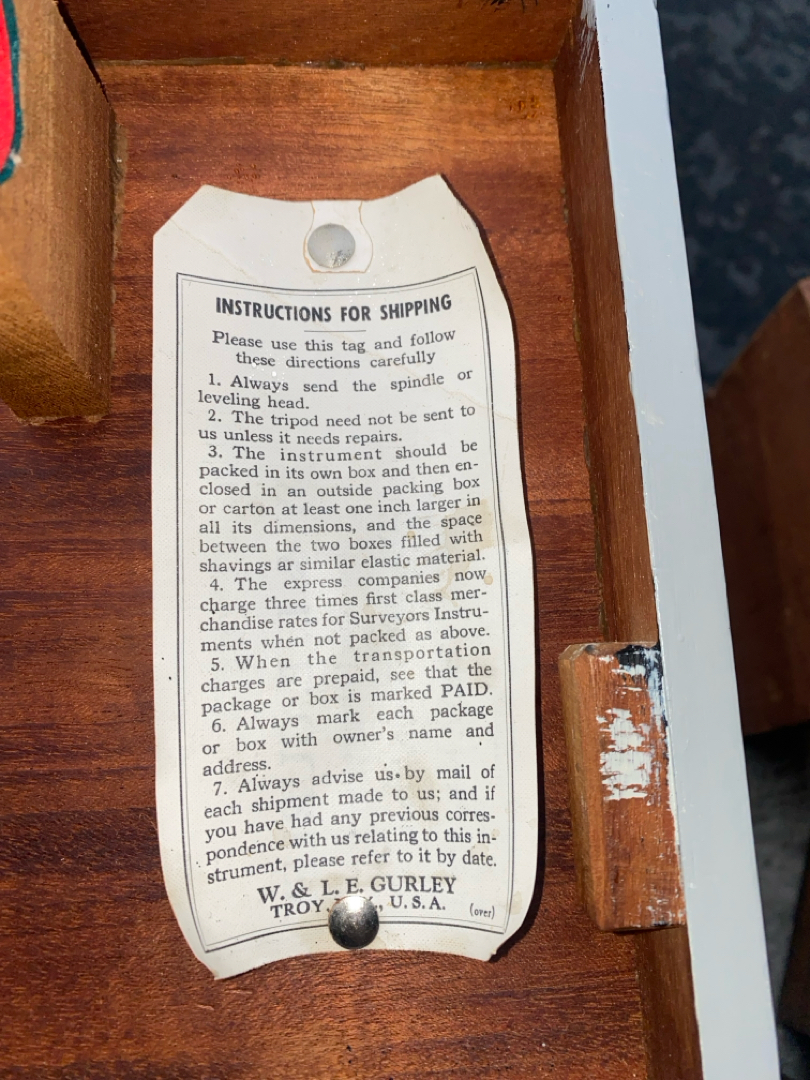 INSTRUCTIONS FOR SHIPPING
Please use this tag and follow
these directions carefully
1. Always send the spindle or
leveling head.
2. The tripod need not be sent to
us unless it needs repairs.
3. The instrument should be
packed in its own box and then en-
closed in an outside packing box
or carton at least one inch larger in
all its dimensions, and the space
between the two boxes filled with
shavings ar similar elastic material.
4. The express companies now
charge three times first class mer-
chandise rates for Surveyors Instru-
ments when not packed as above.
5. When the transportation
charges are prepaid, see that the
package or box is marked PAID.
6. Always mark each package
or box with owner's name and
address.
7. Always advise us by mail of
each shipment made to us; and if
you have had any previous corres-
pondence with us relating to this in-
strument, please refer to it by date.
W. & L. E. GURLEY
TROY, U. S. A.
(over)